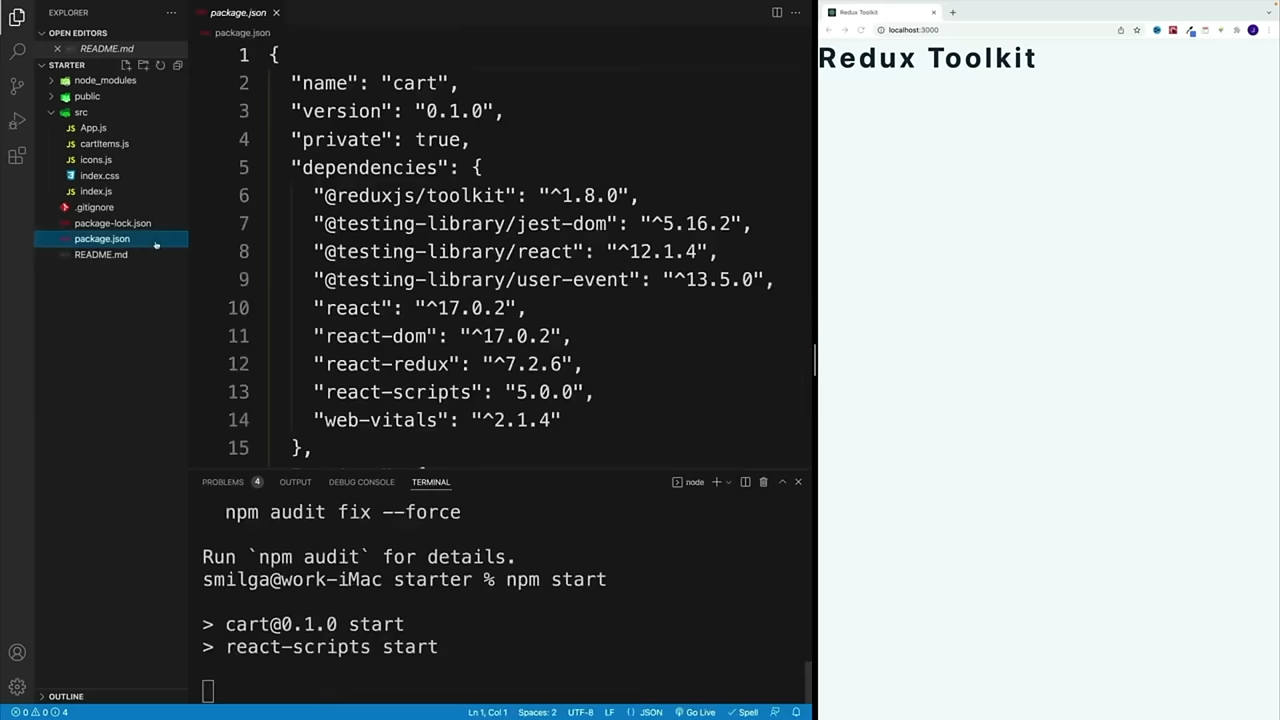 EXPLORER
OPEN EDITORS
README.md
STARTER
node_modules
public
src
App.js
cartItems.js
icons.js
index.css
index.js
.gitignore
package-lock.json
package.json
README.md
OUTLINE
package.json
package.json
1 {
2 "name": "cart",
3 "version": "0.1.0",
4 "private": true,
5 "dependencies": {
6 "@reduxjs/toolkit": "^1.8.0",
7 "@testing-library/jest-dom": "^5.16.2",
8 "@testing-library/react": "^12.1.4",
9 "@testing-library/user-event": "^13.5.0",
10 "react": "^17.0.2",
11 "react-dom": "^17.0.2",
12 "react-redux": "^7.2.6",
13 "react-scripts": "5.0.0",
14 "web-vitals": "^2.1.4"
15 },
PROBLEMS 4 OUTPUT DEBUG CONSOLE TERMINAL node
npm audit fix --force
Run `npm audit` for details.
smilga@work-iMac starter % npm start
> cart@0.1.0 start
> react-scripts start
0 0 4 Ln 1, Col 1 Spaces: 2 UTF-8 LF {} JSON Go Live Spell
Redux Toolkit
localhost:3000 J
Redux Toolkit